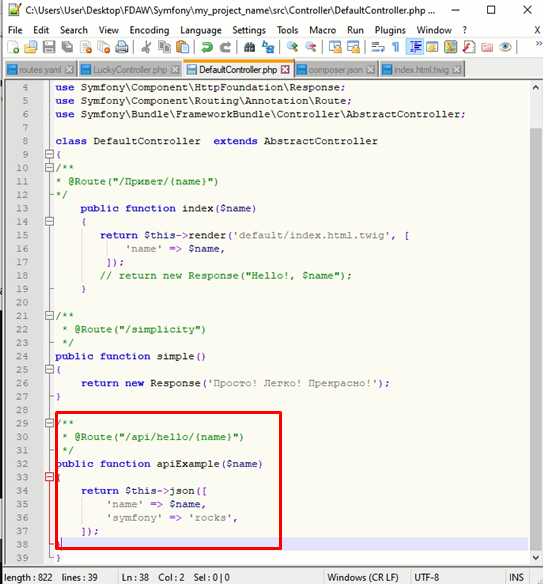 C:\Users\User\Desktop\FDAW\Symfony\my_project_name\src\Controller\DefaultController.php ...
File Edit Search View Encoding Language Settings Tools Macro Run Plugins Window ?
routes.yaml LuckyController.php DefaultController.php composer.json index.html.twig
4 use Symfony\Component\HttpFoundation\Response;
5 use Symfony\Component\Routing\Annotation\Route;
6 use Symfony\Bundle\FrameworkBundle\Controller\AbstractController;
7
8 class DefaultController  extends AbstractController
9 {
10 /**
11 * @Route("/Привет/{name}")
12 */
13     public function index($name)
14     {
15        return $this->render('default/index.html.twig', [
16            'name' => $name,
17         ]);
18        // return new Response("Hello!, $name");
19     }
20
21 /**
22  * @Route("/simplicity")
23  */
24 public function simple()
25 {
26     return new Response('Просто! Легко! Прекрасно!');
27 }
28
29 /**
30  * @Route("/api/hello/{name}")
31  */
32 public function apiExample($name)
33 {
34     return $this->json([
35         'name' => $name,
36         'symfony' => 'rocks',
37     ]);
38 }
39 }
length : 822 lines : 39 Ln : 38 Col : 2 Sel : 0 | 0 Windows (CR LF) UTF-8 INS